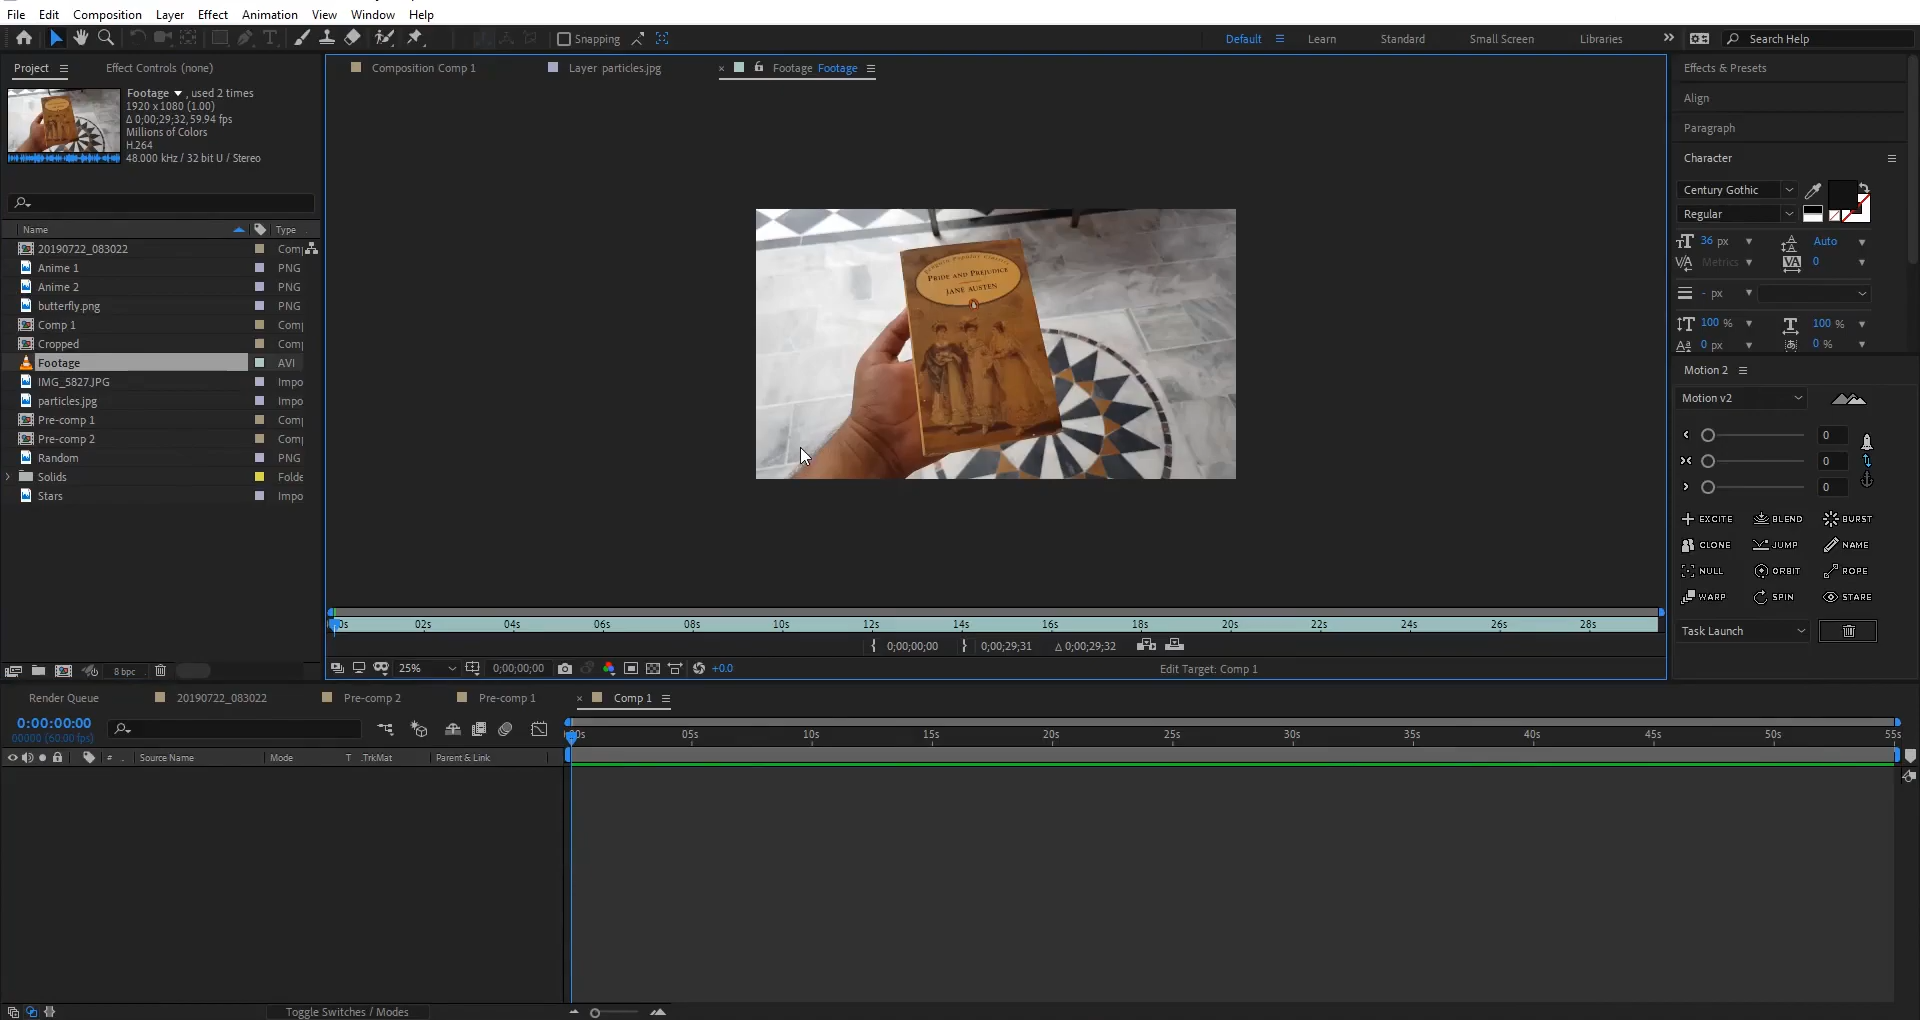 File Edit Composition Layer Effect Animation View Window Help
Snapping
Default Learn Standard Small Screen Libraries Search Help
Project Effect Controls (none)
Footage , used 2 times
1920 x 1080 (1.00)
Δ 0;00;29;32, 59.94 fps
Millions of Colors
H.264
48.000 kHz / 32 bit U / Stereo
Name Type
20190722_083022 Com
Anime 1 PNG
Anime 2 PNG
butterfly.png PNG
Comp 1 Com
Cropped Com
Footage AVI
IMG_5827.JPG Impo
particles.jpg Impo
Pre-comp 1 Com
Pre-comp 2 Com
Random PNG
Solids Folde
Stars Impo
8 bpc
Composition Comp 1 Layer particles.jpg Footage Footage
PRIDE AND PREJUDICE
JANE AUSTEN
0s 02s 04s 06s 08s 10s 12s 14s 16s 18s 20s 22s 24s 26s 28s
0;00;00;00 0;00;29;31 Δ 0;00;29;32
25% 0;00;00;00 +0.0 Edit Target: Comp 1
Effects & Presets
Align
Paragraph
Character
Century Gothic
Regular
36 px Auto
Metrics 0
- px
100 % 100 %
0 px 0 %
Motion 2
Motion v2
0
0
0
EXCITE BLEND BURST
CLONE JUMP NAME
NULL ORBIT ROPE
WARP SPIN STARE
Task Launch
Render Queue 20190722_083022 Pre-comp 2 Pre-comp 1 Comp 1
0:00:00:00
00000 (60.00 fps)
# Source Name Mode T .TrkMat Parent & Link
00s 05s 10s 15s 20s 25s 30s 35s 40s 45s 50s 55s
Toggle Switches / Modes